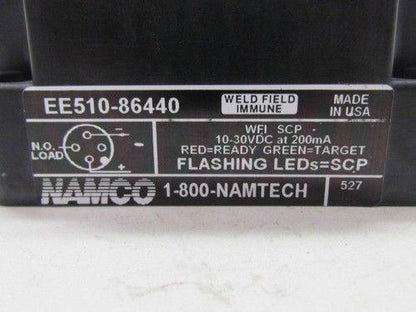 EE510-86440
WELD FIELD
IMMUNE
MADE
IN USA
WFI SCP -
10-30VDC at 200mA
RED=READY GREEN=TARGET
FLASHING LEDs=SCP
N.O.
LOAD
- +
NAMCO 1-800-NAMTECH 527